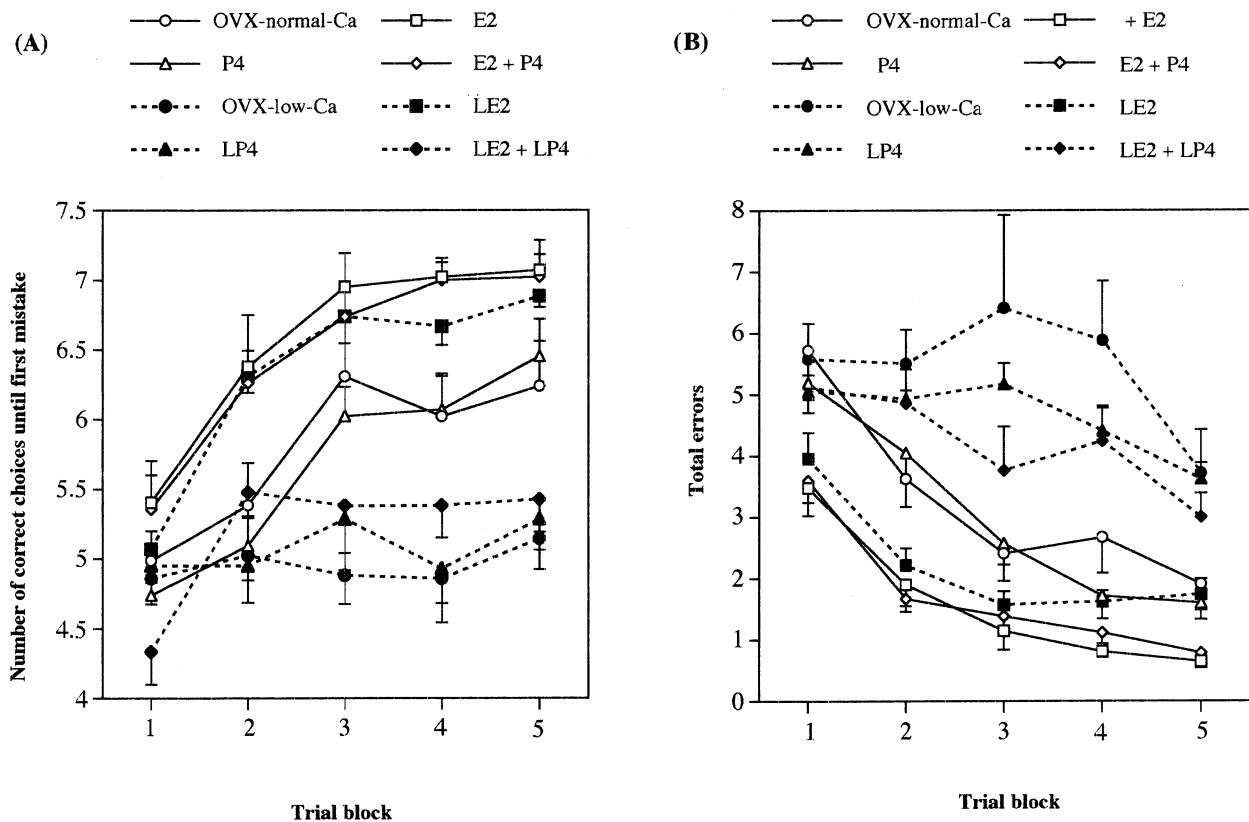 (A)
OVX-normal-Ca
E2
P4
E2 + P4
OVX-low-Ca
LE2
LP4
LE2 + LP4
Number of correct choices until first mistake
7.5
7
6.5
6
5.5
5
4.5
4
1 2 3 4 5
Trial block
(B)
OVX-normal-Ca
+ E2
P4
E2 + P4
OVX-low-Ca
LE2
LP4
LE2 + LP4
Total errors
8
7
6
5
4
3
2
1
0
1 2 3 4 5
Trial block